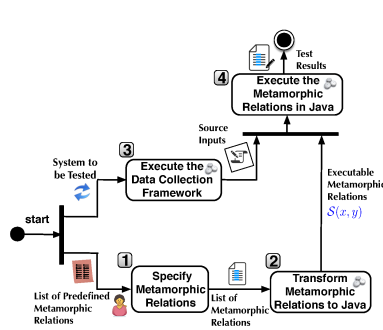 Test
Results
4
Execute the
Metamorphic
Relations in Java
Source
Inputs
System to
be Tested
3
Execute the
Data Collection
Framework
Executable
Metamorphic
Relations
S(x, y)
start
1
Specify
Metamorphic
Relations
2
Transform
Metamorphic
Relations to Java
List of Predefined
Metamorphic
Relations
List of
Metamorphic
Relations